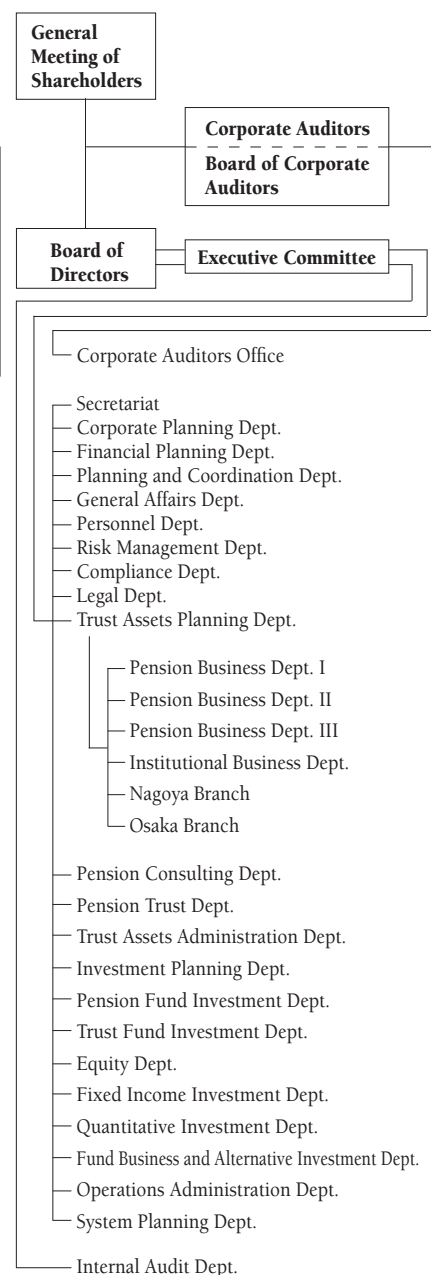 General
Meeting of
Shareholders
Corporate Auditors
Board of Corporate
Auditors
Board of
Directors
Executive Committee
Corporate Auditors Office
Secretariat
Corporate Planning Dept.
Financial Planning Dept.
Planning and Coordination Dept.
General Affairs Dept.
Personnel Dept.
Risk Management Dept.
Compliance Dept.
Legal Dept.
Trust Assets Planning Dept.
Pension Business Dept. I
Pension Business Dept. II
Pension Business Dept. III
Institutional Business Dept.
Nagoya Branch
Osaka Branch
Pension Consulting Dept.
Pension Trust Dept.
Trust Assets Administration Dept.
Investment Planning Dept.
Pension Fund Investment Dept.
Trust Fund Investment Dept.
Equity Dept.
Fixed Income Investment Dept.
Quantitative Investment Dept.
Fund Business and Alternative Investment Dept.
Operations Administration Dept.
System Planning Dept.
Internal Audit Dept.